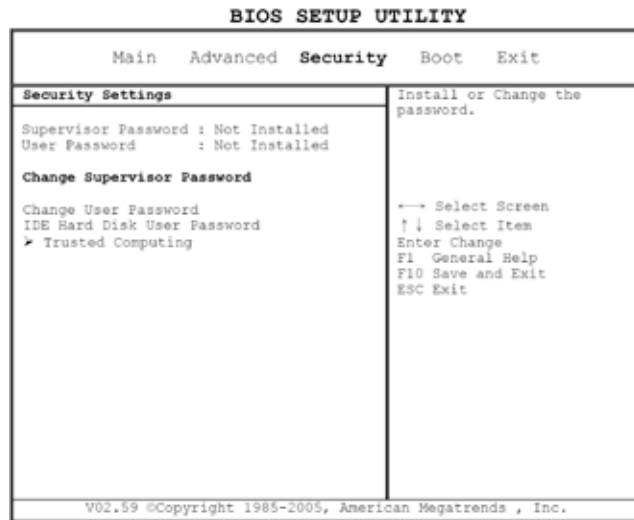 BIOS SETUP UTILITY
Main Advanced Security Boot Exit
Security Settings
Supervisor Password : Not Installed
User Password : Not Installed
Change Supervisor Password
Change User Password
IDE Hard Disk User Password
➤ Trusted Computing
Install or Change the
password.
←→ Select Screen
↑↓ Select Item
Enter Change
F1 General Help
F10 Save and Exit
ESC Exit
V02.59 ©Copyright 1985-2005, American Megatrends , Inc.